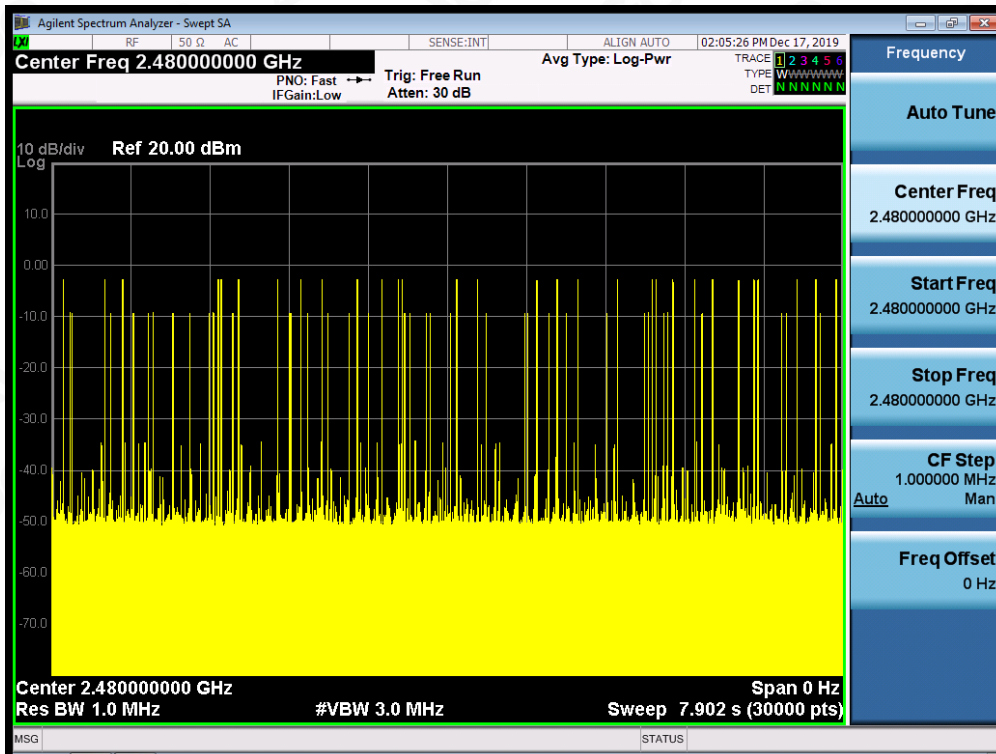 Agilent Spectrum Analyzer - Swept SA
LXI RF 50 Ω AC SENSE:INT ALIGN AUTO 02:05:26 PM Dec 17, 2019
Center Freq 2.480000000 GHz
PNO: Fast
IFGain:Low
Trig: Free Run
Atten: 30 dB
Avg Type: Log-Pwr
TRACE 1 2 3 4 5 6
TYPE WWWWWW
DET N N N N N N
10 dB/div Ref 20.00 dBm
Log
10.0
0.00
-10.0
-20.0
-30.0
-40.0
-50.0
-60.0
-70.0
Center 2.480000000 GHz Span 0 Hz
Res BW 1.0 MHz #VBW 3.0 MHz Sweep 7.902 s (30000 pts)
MSG STATUS
Frequency
Auto Tune
Center Freq
2.480000000 GHz
Start Freq
2.480000000 GHz
Stop Freq
2.480000000 GHz
CF Step
1.000000 MHz
Auto Man
Freq Offset
0 Hz